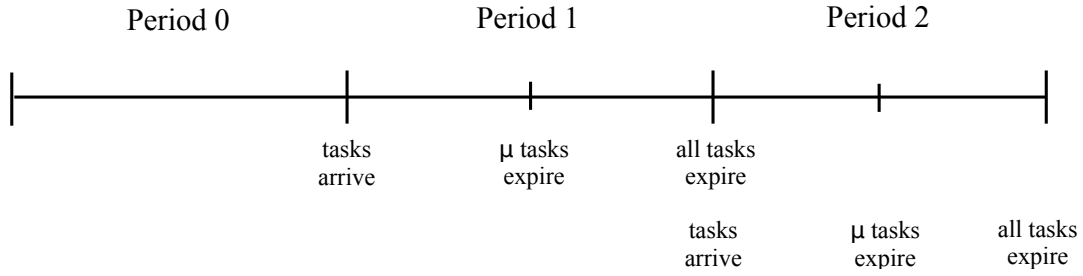 Period 0 Period 1 Period 2
tasks μ tasks all tasks
arrive expire expire
tasks μ tasks all tasks
arrive expire expire